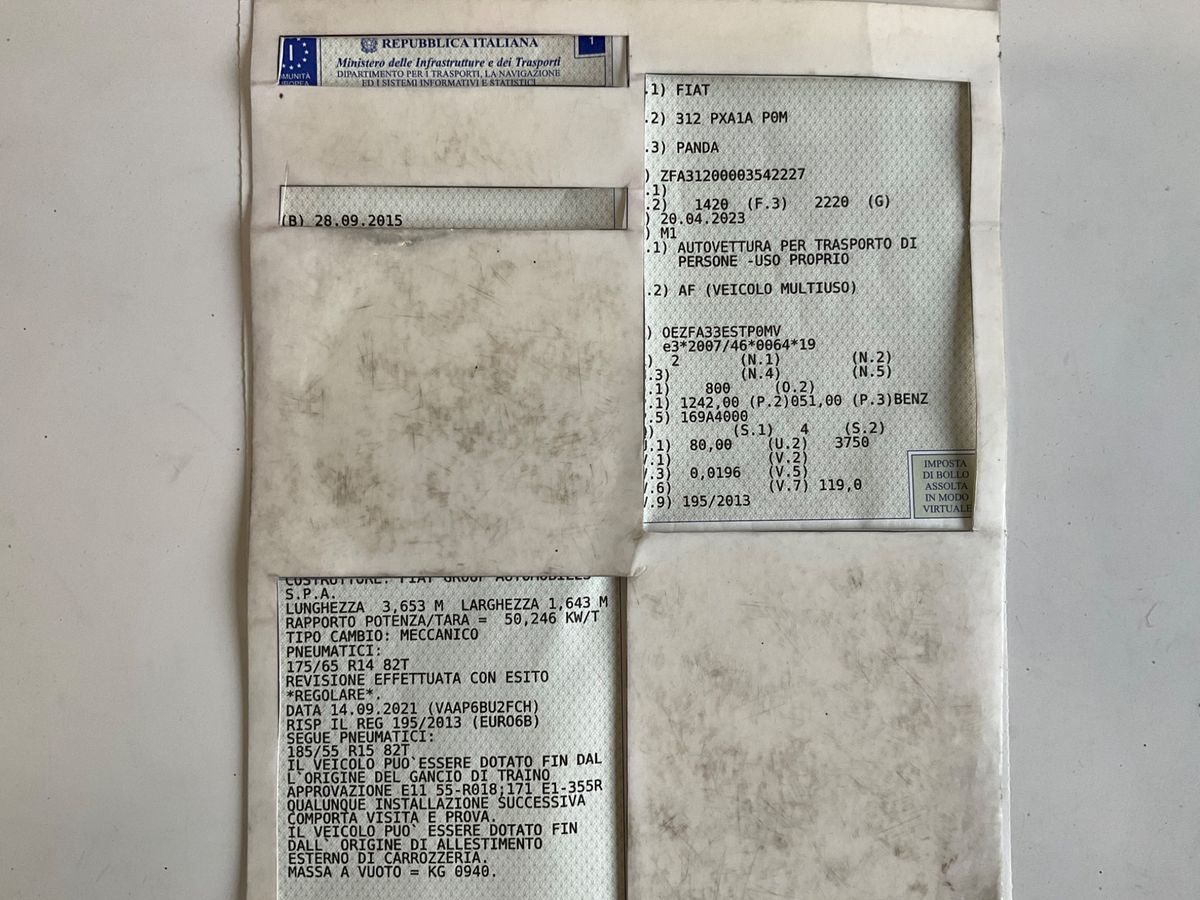 I
REPUBBLICA ITALIANA
1
Ministero delle Infrastrutture e dei Trasporti
DIPARTIMENTO PER I TRASPORTI, LA NAVIGAZIONE
ED I SISTEMI INFORMATIVI E STATISTICI
(B) 28.09.2015
.1) FIAT
.2) 312 PXA1A P0M
.3) PANDA
) ZFA31200003542227
.1)
.2) 1420 (F.3) 2220 (G)
) 20.04.2023
) M1
.1) AUTOVETTURA PER TRASPORTO DI
PERSONE -USO PROPRIO
.2) AF (VEICOLO MULTIUSO)
) OEZFA33ESTP0MV
e3*2007/46*0064*19
) 2 (N.1) (N.2)
.3) (N.4) (N.5)
.1) 800 (O.2)
.1) 1242,00 (P.2)051,00 (P.3)BENZ
.5) 169A4000
) (S.1) 4 (S.2)
.1) 80,00 (U.2) 3750
.1) (V.2)
.3) 0,0196 (V.5)
.6) (V.7) 119,0
.9) 195/2013
IMPOSTA
DI BOLLO
ASSOLTA
IN MODO
VIRTUALE
COSTRUTTORE: FIAT GROUP AUTOMOBILES
S.P.A.
LUNGHEZZA 3,653 M LARGHEZZA 1,643 M
RAPPORTO POTENZA/TARA = 50,246 KW/T
TIPO CAMBIO: MECCANICO
PNEUMATICI:
175/65 R14 82T
REVISIONE EFFETTUATA CON ESITO
*REGOLARE*.
DATA 14.09.2021 (VAAP6BU2FCH)
RISP IL REG 195/2013 (EURO6B)
SEGUE PNEUMATICI:
185/55 R15 82T
IL VEICOLO PUO`ESSERE DOTATO FIN DAL
L`ORIGINE DEL GANCIO DI TRAINO
APPROVAZIONE E11 55-R018;171 E1-355R
QUALUNQUE INSTALLAZIONE SUCCESSIVA
COMPORTA VISITA E PROVA.
IL VEICOLO PUO` ESSERE DOTATO FIN
DALL` ORIGINE DI ALLESTIMENTO
ESTERNO DI CARROZZERIA.
MASSA A VUOTO = KG 0940.